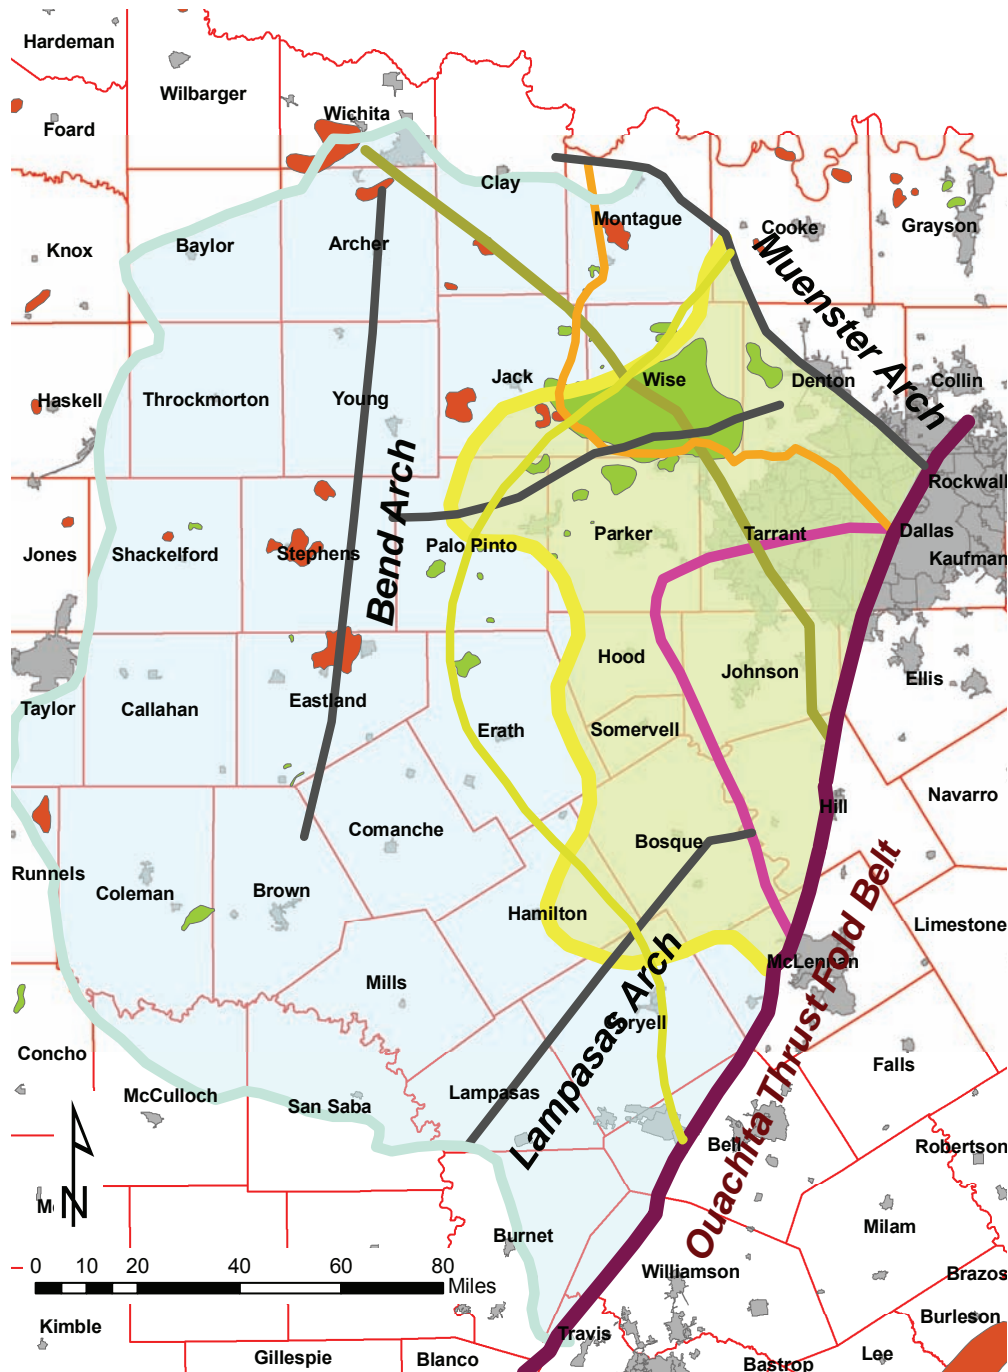 Hardeman
Wilbarger
Foard
Wichita
Clay
Knox
Baylor
Archer
Montague
Cooke
Grayson
Muenster Arch
Haskell
Throckmorton
Young
Jack
Wise
Denton
Collin
Rockwall
Jones
Shackelford
Stephens
Bend Arch
Palo Pinto
Parker
Tarrant
Dallas
Kaufman
Taylor
Callahan
Eastland
Erath
Hood
Somervell
Johnson
Ellis
Navarro
Hill
Comanche
Bosque
Runnels
Coleman
Brown
Hamilton
Limestone
McLennan
Mills
Lampasas Arch
oryell
Ouachita Thrust Fold Belt
Concho
McCulloch
San Saba
Lampasas
Falls
Bell
Robertson
M
N
Burnet
Milam
Williamson
Brazos
0 10 20 40 60 80
Miles
Kimble
Gillespie
Blanco
Travis
Bastrop
Lee
Burleson